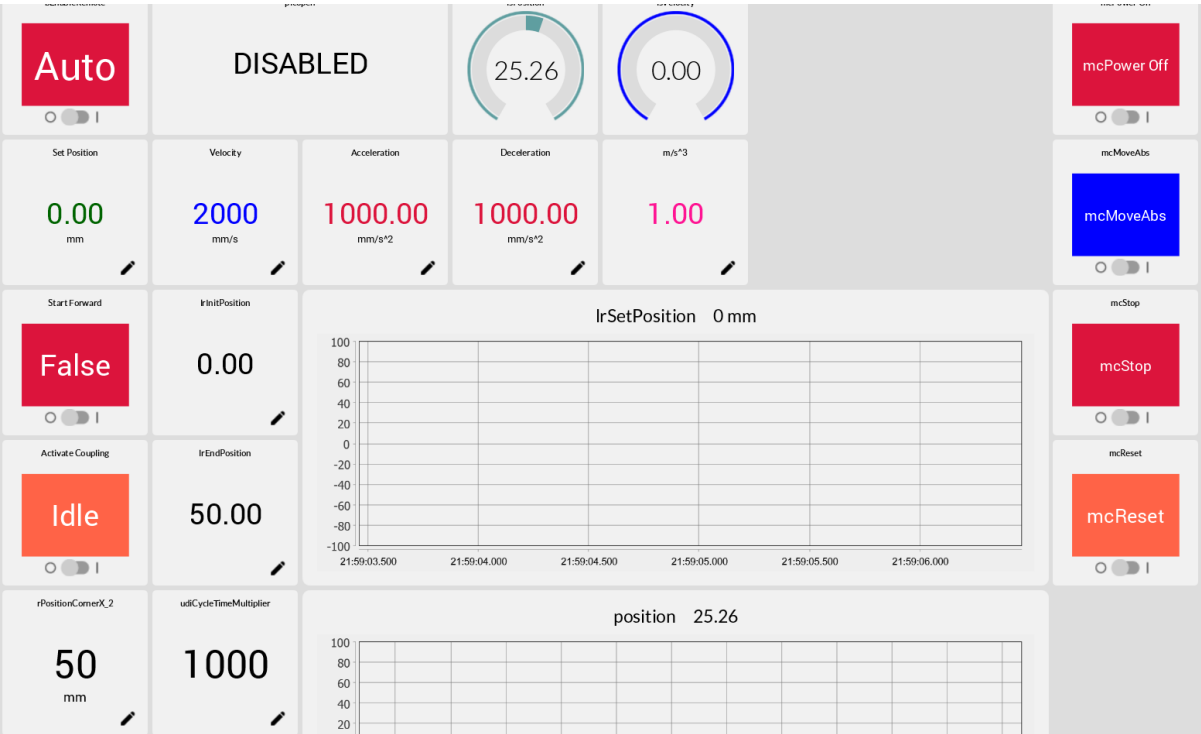 Auto
DISABLED
25.26
0.00
mcPower Off
O I
O I
Set Position
Velocity
Acceleration
Deceleration
m/s^3
mcMoveAbs
0.00
2000
1000.00
1000.00
1.00
mcMoveAbs
mm
mm/s
mm/s^2
mm/s^2
O I
Start Forward
lrInitPosition
lrSetPosition 0 mm
mcStop
False
0.00
mcStop
O I
O I
100
80
60
40
20
0
-20
-40
-60
-80
-100
21:59:03.500 21:59:04.000 21:59:04.500 21:59:05.000 21:59:05.500 21:59:06.000
Activate Coupling
lrEndPosition
mcReset
Idle
50.00
mcReset
O I
O I
rPositionCornerX_2
udiCycleTimeMultiplier
position 25.26
50
1000
mm
100
80
60
40
20